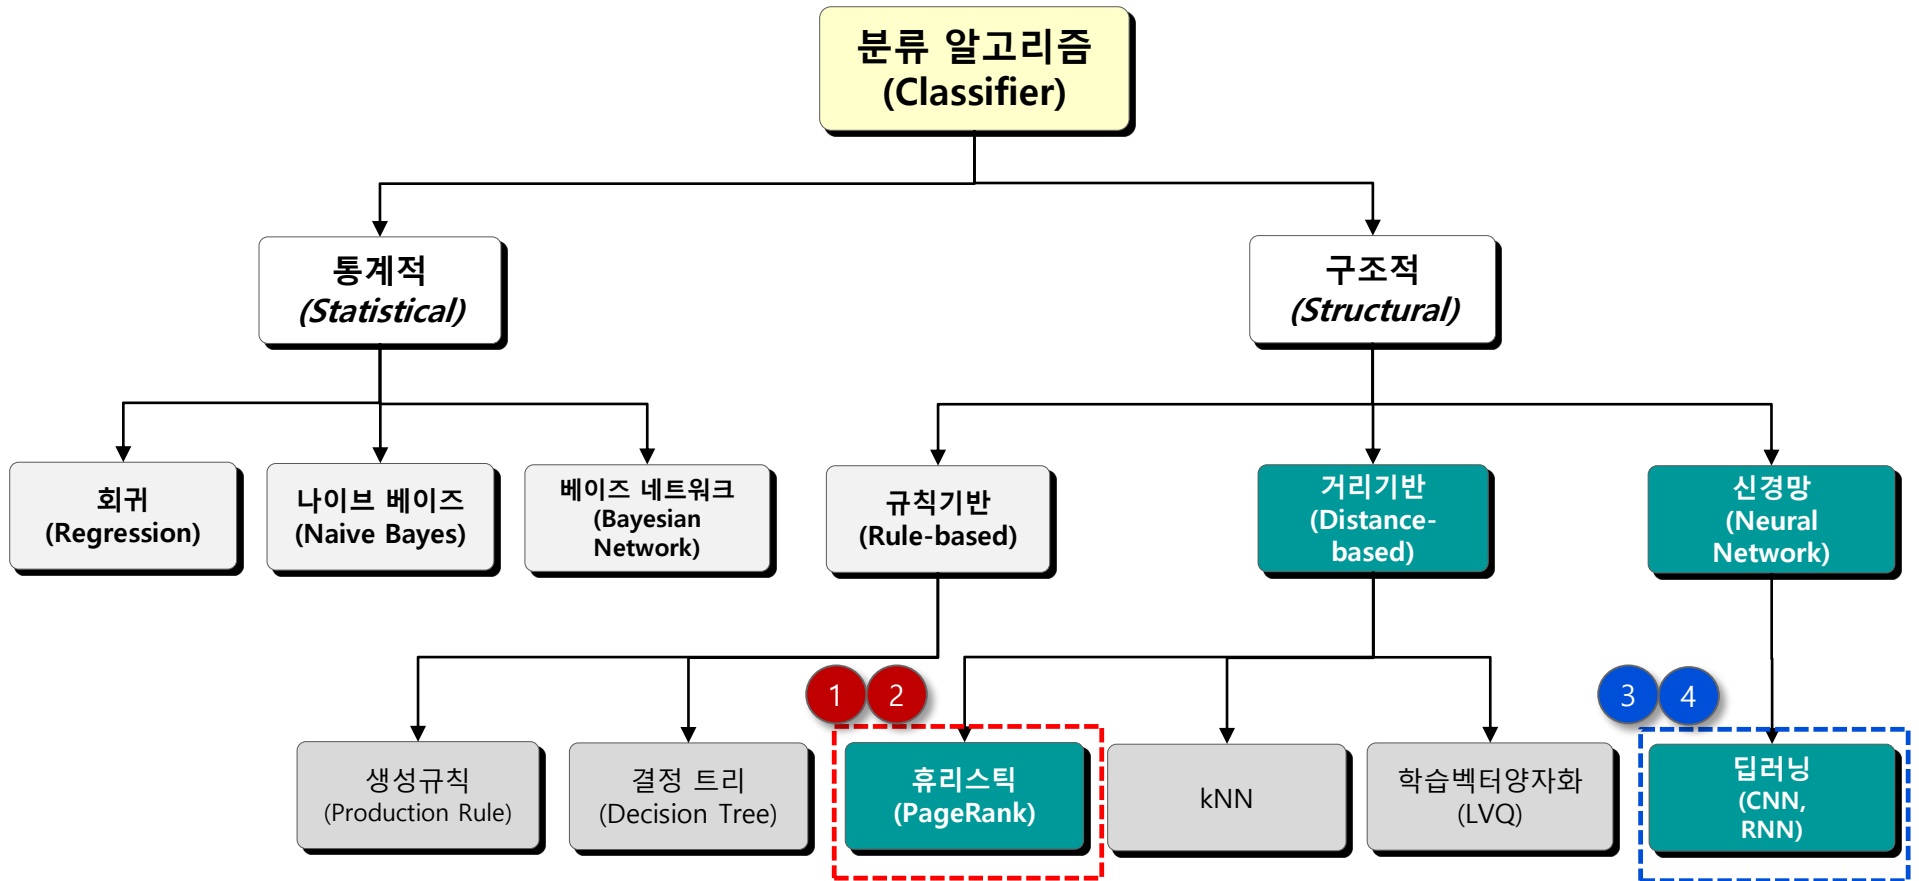 분류 알고리즘
(Classifier)
통계적
(Statistical)
구조적
(Structural)
회귀
(Regression)
나이브 베이즈
(Naive Bayes)
베이즈 네트워크
(Bayesian
Network)
규칙기반
(Rule-based)
거리기반
(Distance-
based)
신경망
(Neural
Network)
1 2
3 4
생성규칙
(Production Rule)
결정 트리
(Decision Tree)
휴리스틱
(PageRank)
kNN
학습벡터양자화
(LVQ)
딥러닝
(CNN,
RNN)